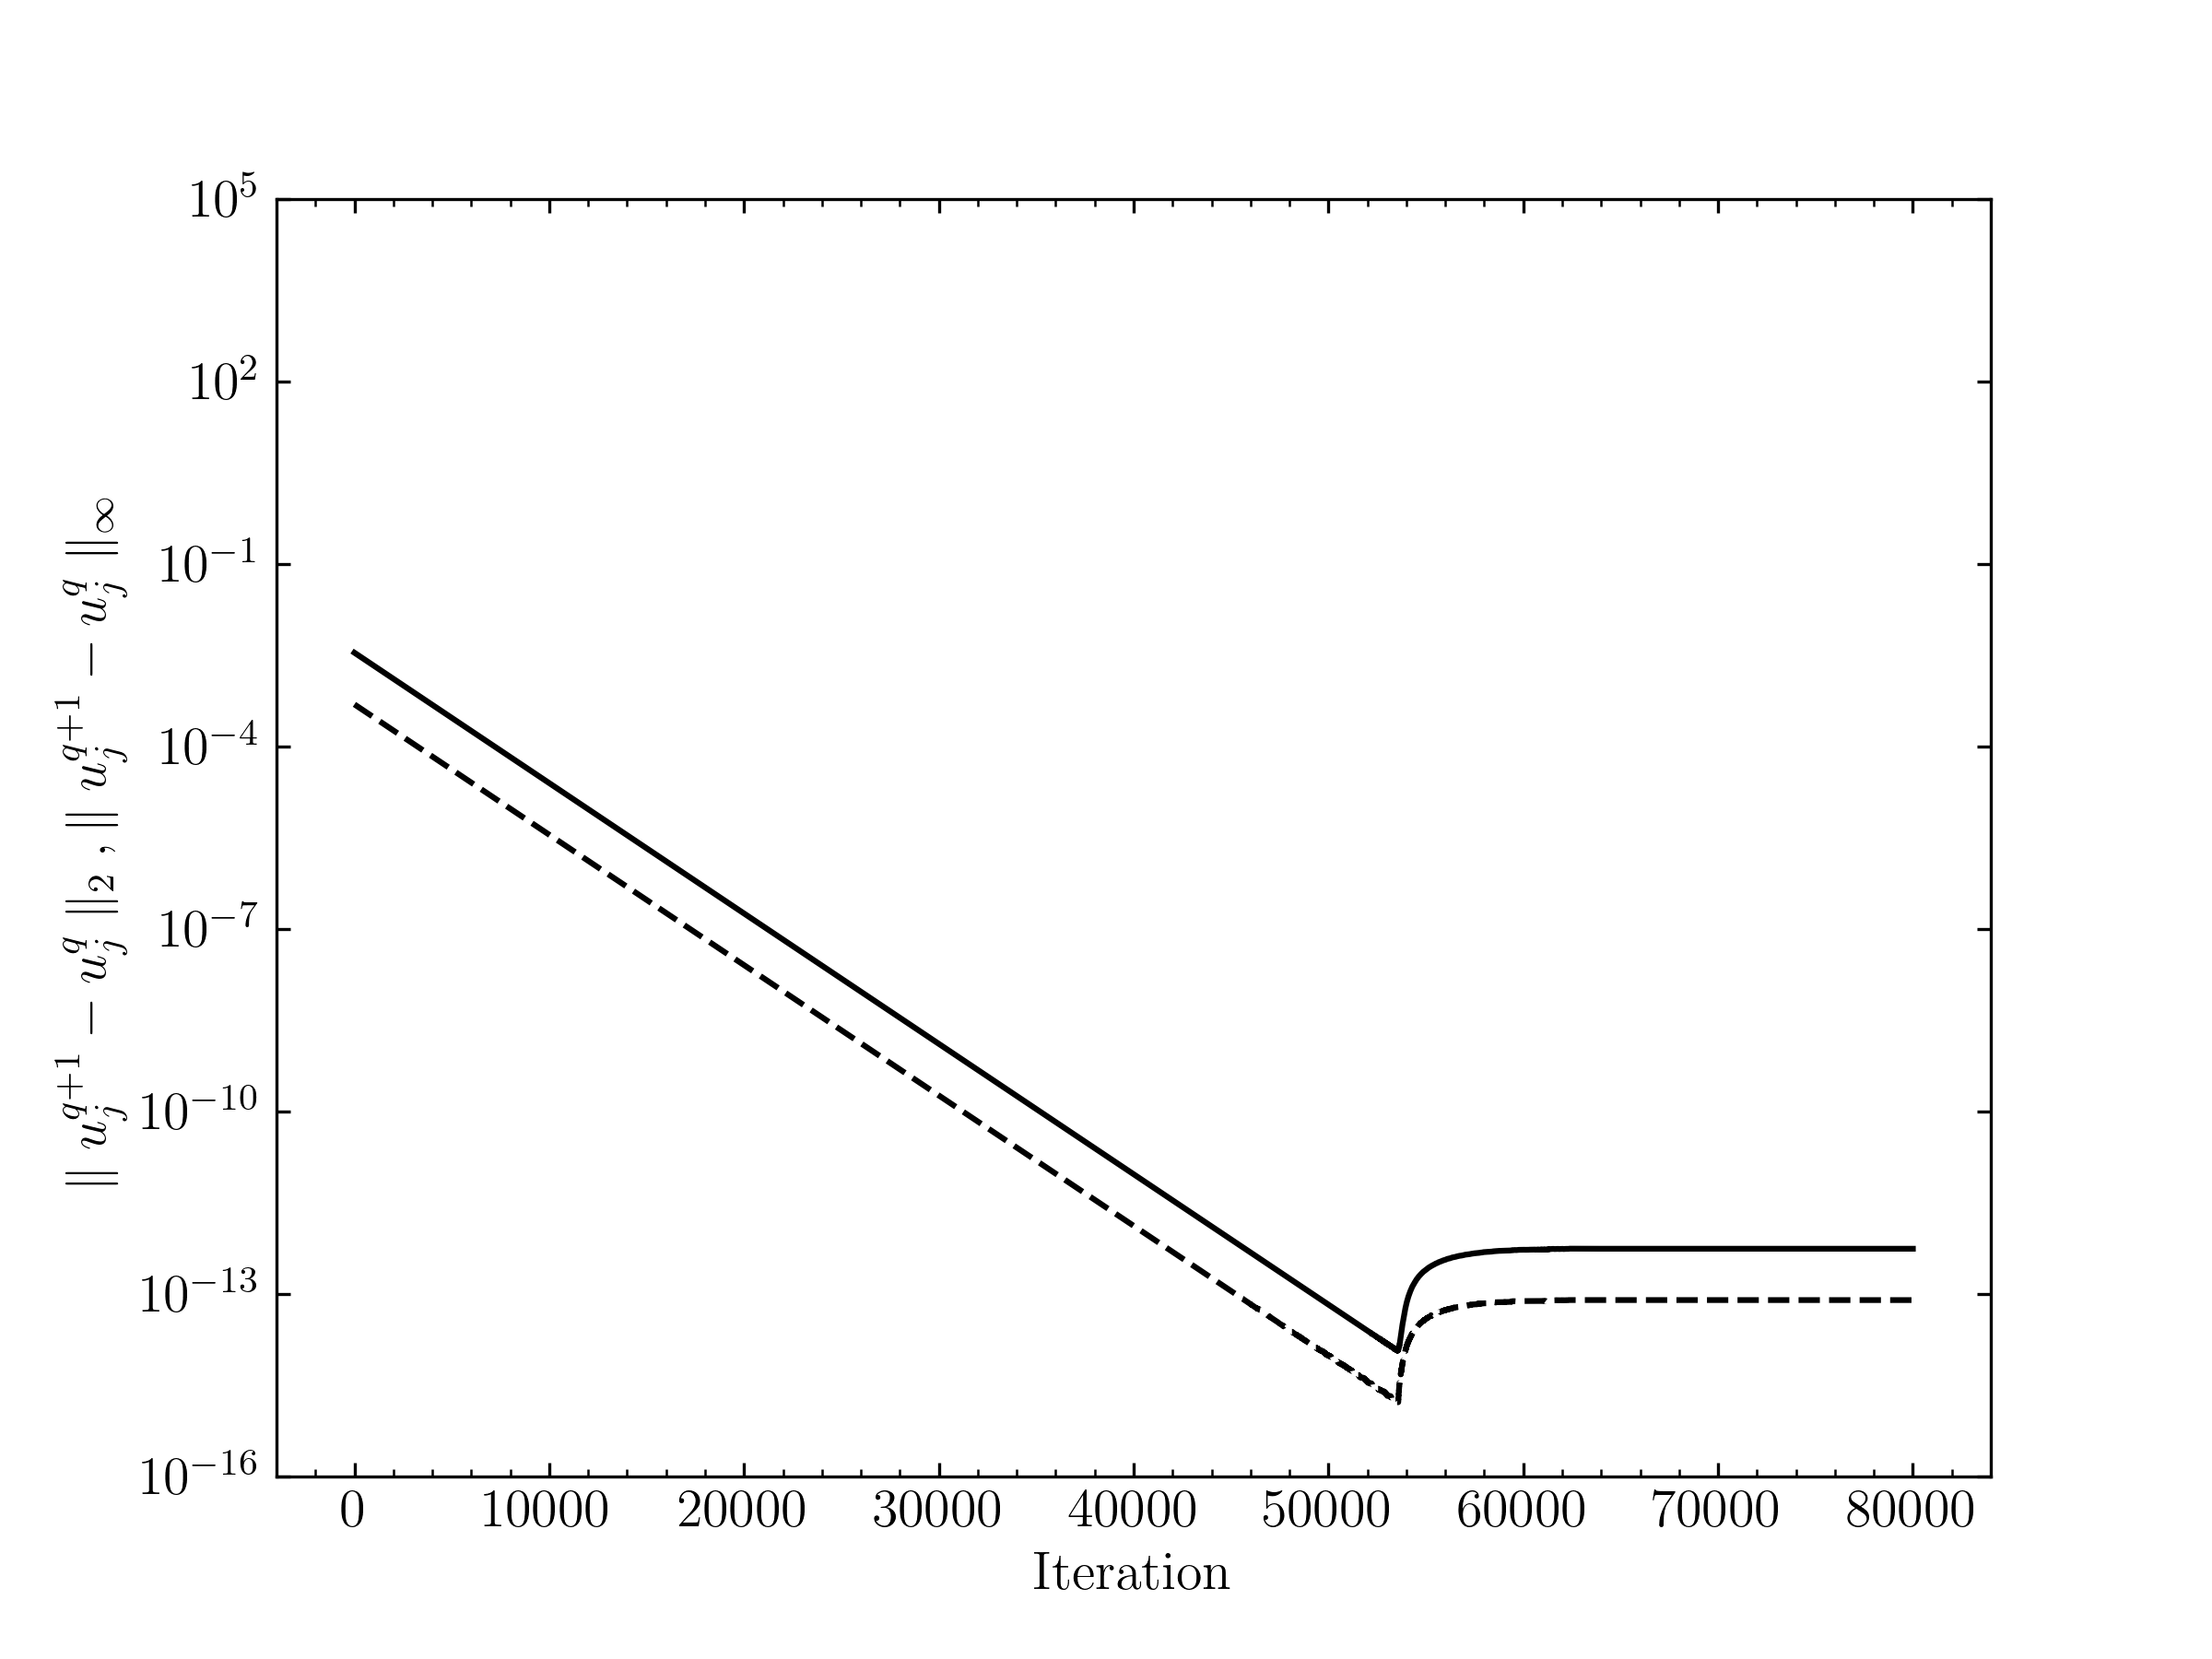 10^5
10^2
10^{-1}
10^{-4}
10^{-7}
10^{-10}
10^{-13}
10^{-16}
∥ u_j^{q+1} − u_j^q ∥_2 , ∥ u_j^{q+1} − u_j^q ∥_∞
0 10000 20000 30000 40000 50000 60000 70000 80000
Iteration